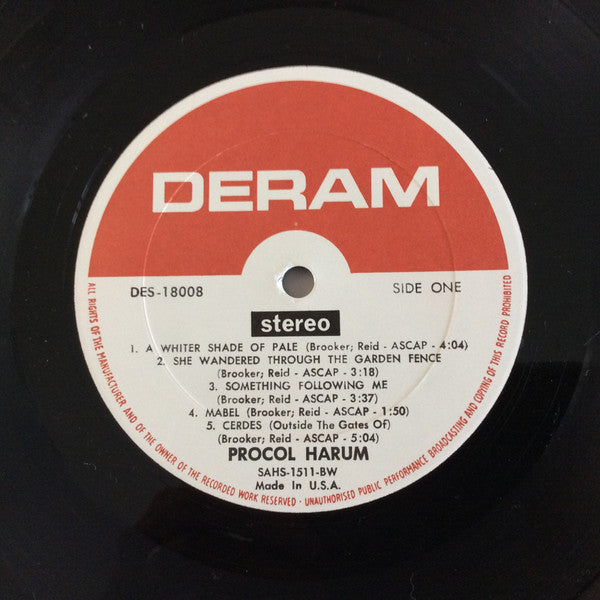 DERAM
DES-18008
SIDE ONE
stereo
1. A WHITER SHADE OF PALE (Brooker; Reid - ASCAP - 4:04)
2. SHE WANDERED THROUGH THE GARDEN FENCE
(Brooker; Reid - ASCAP - 3:18)
3. SOMETHING FOLLOWING ME
(Brooker; Reid - ASCAP - 3:37)
4. MABEL (Brooker; Reid - ASCAP - 1:50)
5. CERDES (Outside The Gates Of)
(Brooker; Reid - ASCAP - 5:04)
PROCOL HARUM
SAHS-1511-BW
Made In U.S.A.
ALL RIGHTS OF THE MANUFACTURER AND OF THE OWNER OF THE RECORDED WORK RESERVED · UNAUTHORISED PUBLIC PERFORMANCE BROADCASTING AND COPYING OF THIS RECORD PROHIBITED